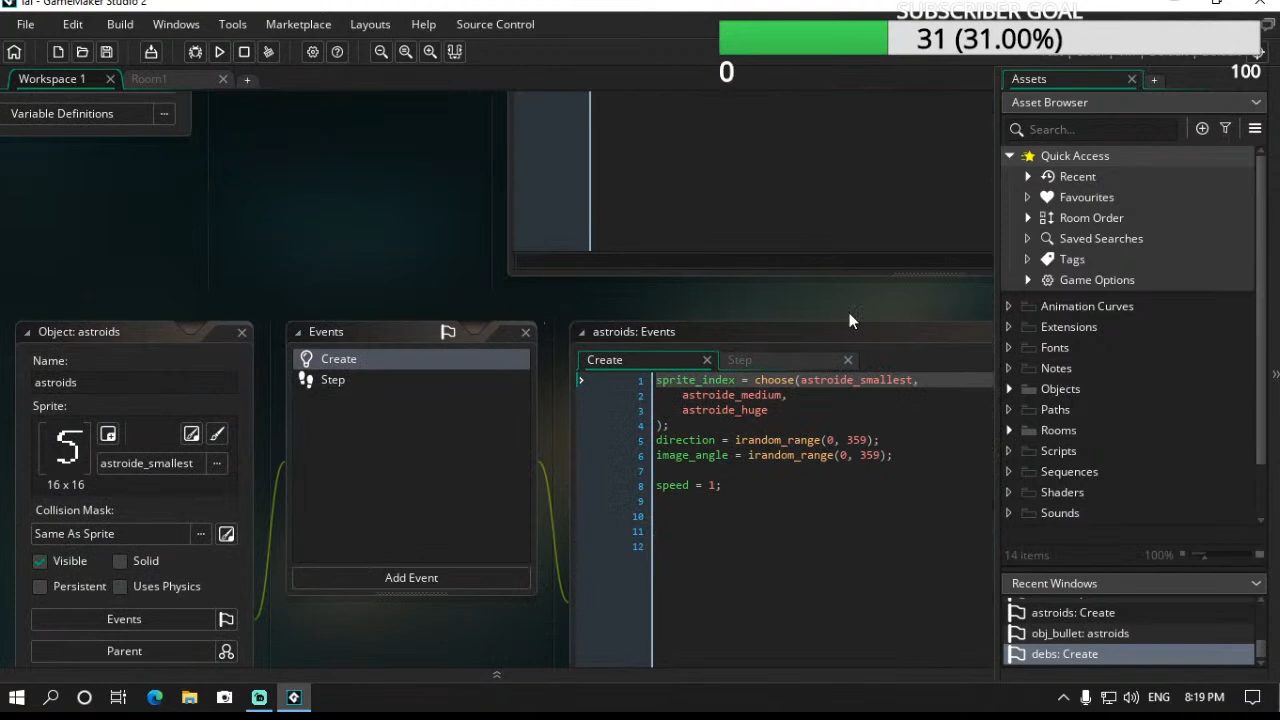 GameMaker Studio 2
SUBSCRIBER GOAL
File Edit Build Windows Tools Marketplace Layouts Help Source Control
31 (31.00%)
0 100
Workspace 1 Room1
Assets
Variable Definitions
Asset Browser
Search...
Quick Access
Recent
Favourites
Room Order
Saved Searches
Tags
Game Options
Animation Curves
Extensions
Fonts
Notes
Objects
Paths
Rooms
Scripts
Sequences
Shaders
Sounds
14 items 100%
Recent Windows
astroids: Create
obj_bullet: astroids
debs: Create
Object: astroids
Name:
astroids
Sprite:
astroide_smallest
16 x 16
Collision Mask:
Same As Sprite
Visible Solid
Persistent Uses Physics
Events
Parent
Events
Create
Step
Add Event
astroids: Events
Create Step
1 sprite_index = choose(astroide_smallest,
2 astroide_medium,
3 astroide_huge
4 );
5 direction = irandom_range(0, 359);
6 image_angle = irandom_range(0, 359);
7
8 speed = 1;
9
10
11
12
ENG 8:19 PM